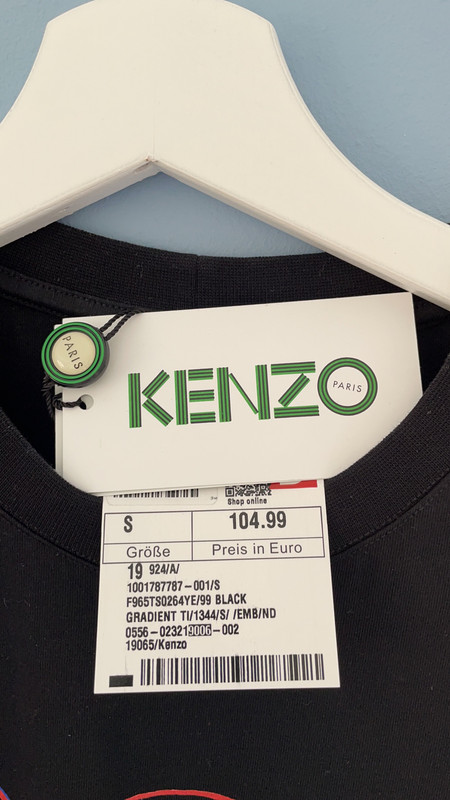 PARIS
KENZO
PARIS
Shop online
S 104.99
Größe Preis in Euro
19 924/A/
1001787787-001/S
F965TS0264YE/99 BLACK
GRADIENT TI/1344/S/ /EMB/ND
0556-023219006-002
19065/Kenzo